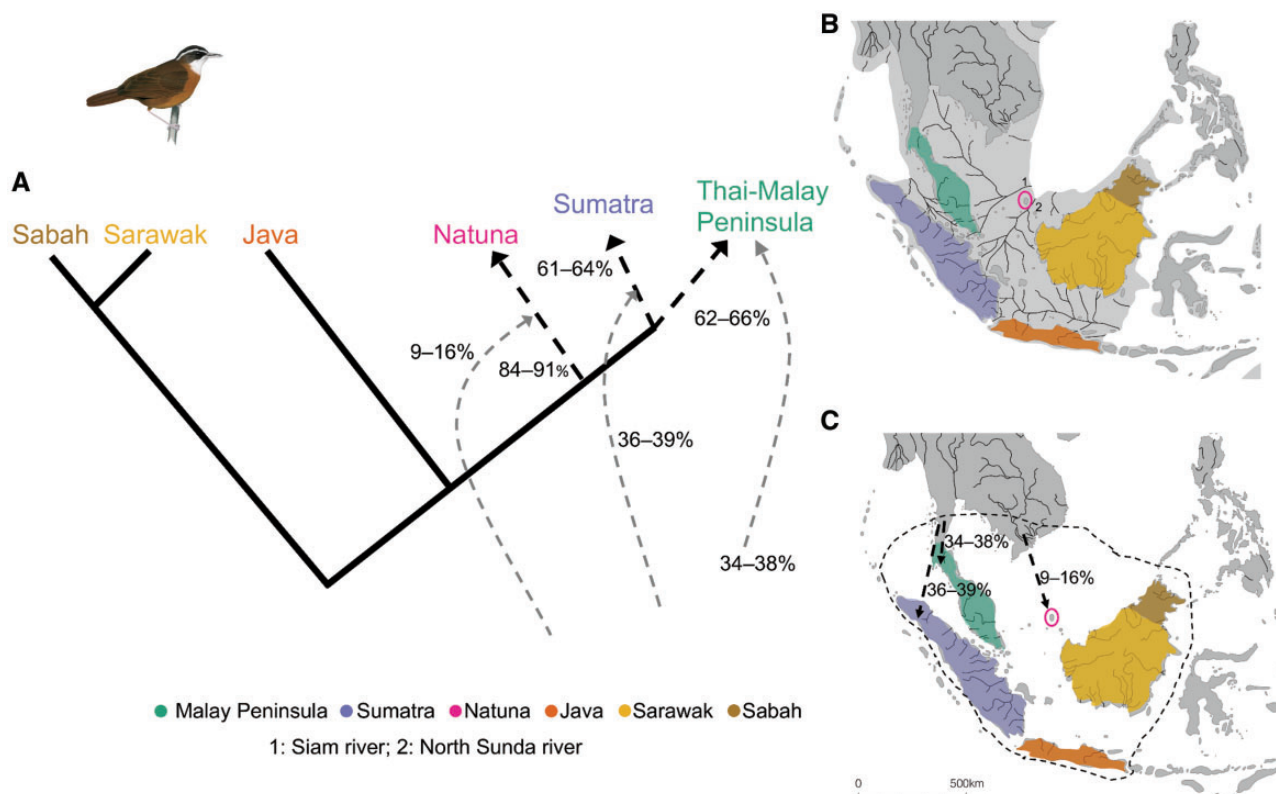 A
Sabah Sarawak Java Natuna Sumatra Thai-Malay
Peninsula
61–64%
62–66%
9–16%
84–91%
36–39%
34–38%
Malay Peninsula Sumatra Natuna Java Sarawak Sabah
1: Siam river; 2: North Sunda river
B
1
2
C
34–38%
36–39%
9–16%
0 500km